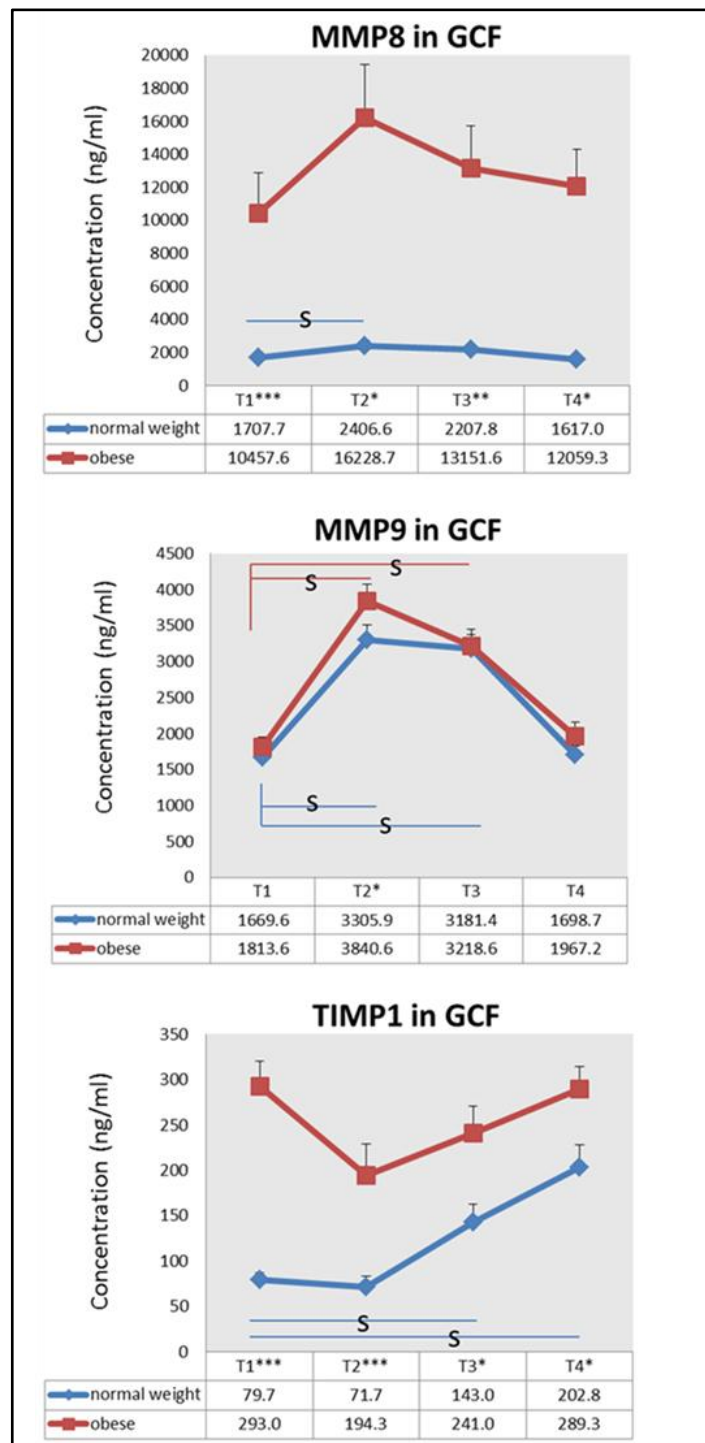 MMP8 in GCF
Concentration (ng/ml)
20000
18000
16000
14000
12000
10000
8000
6000
4000
2000
0
S
T1*** T2* T3** T4*
normal weight 1707.7 2406.6 2207.8 1617.0
obese 10457.6 16228.7 13151.6 12059.3
MMP9 in GCF
Concentration (ng/ml)
4500
4000
3500
3000
2500
2000
1500
1000
500
0
S
S
S
S
T1 T2* T3 T4
normal weight 1669.6 3305.9 3181.4 1698.7
obese 1813.6 3840.6 3218.6 1967.2
TIMP1 in GCF
Concentration (ng/ml)
350
300
250
200
150
100
50
0
S
S
T1*** T2*** T3* T4*
normal weight 79.7 71.7 143.0 202.8
obese 293.0 194.3 241.0 289.3